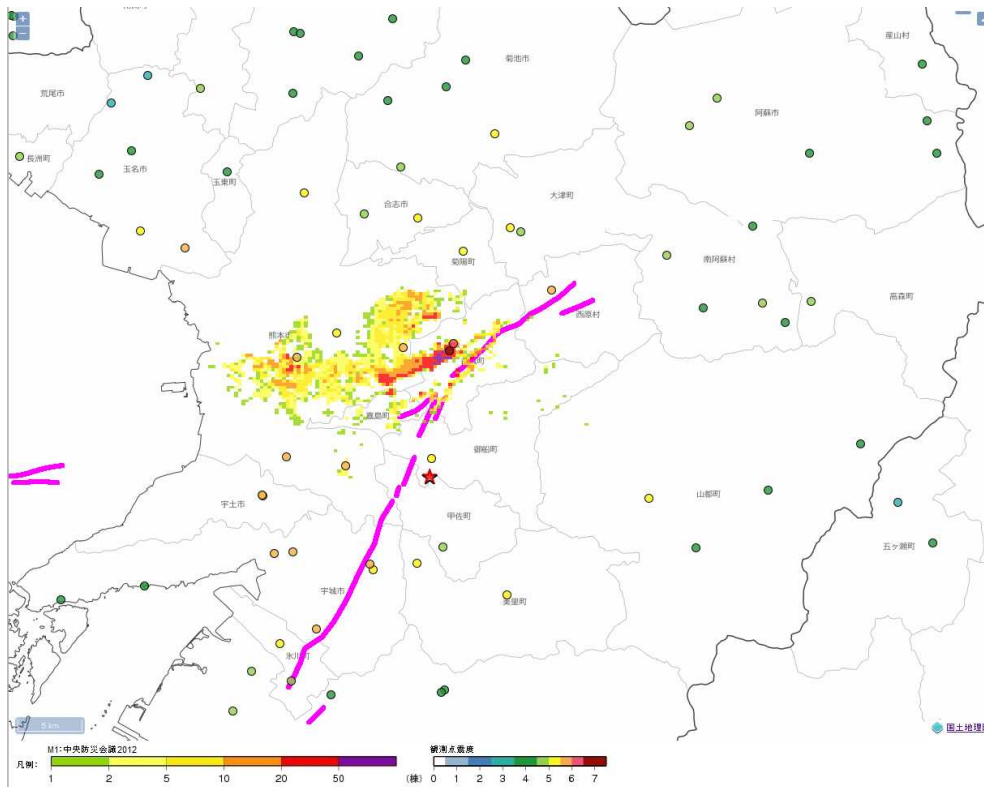 +
−
産山村
菊池市
荒尾市
阿蘇市
長洲町
玉名市
玉東町
大津町
合志市
菊陽町
南阿蘇村
高森町
西原村
嘉島町
御船町
山都町
宇土市
甲佐町
五ヶ瀬町
宇城市
美里町
氷川町
5 km
国土地理
M1:中央防災会議2012
観測点震度
凡例:
(棟)
1 2 5 10 20 50
0 1 2 3 4 5 6 7